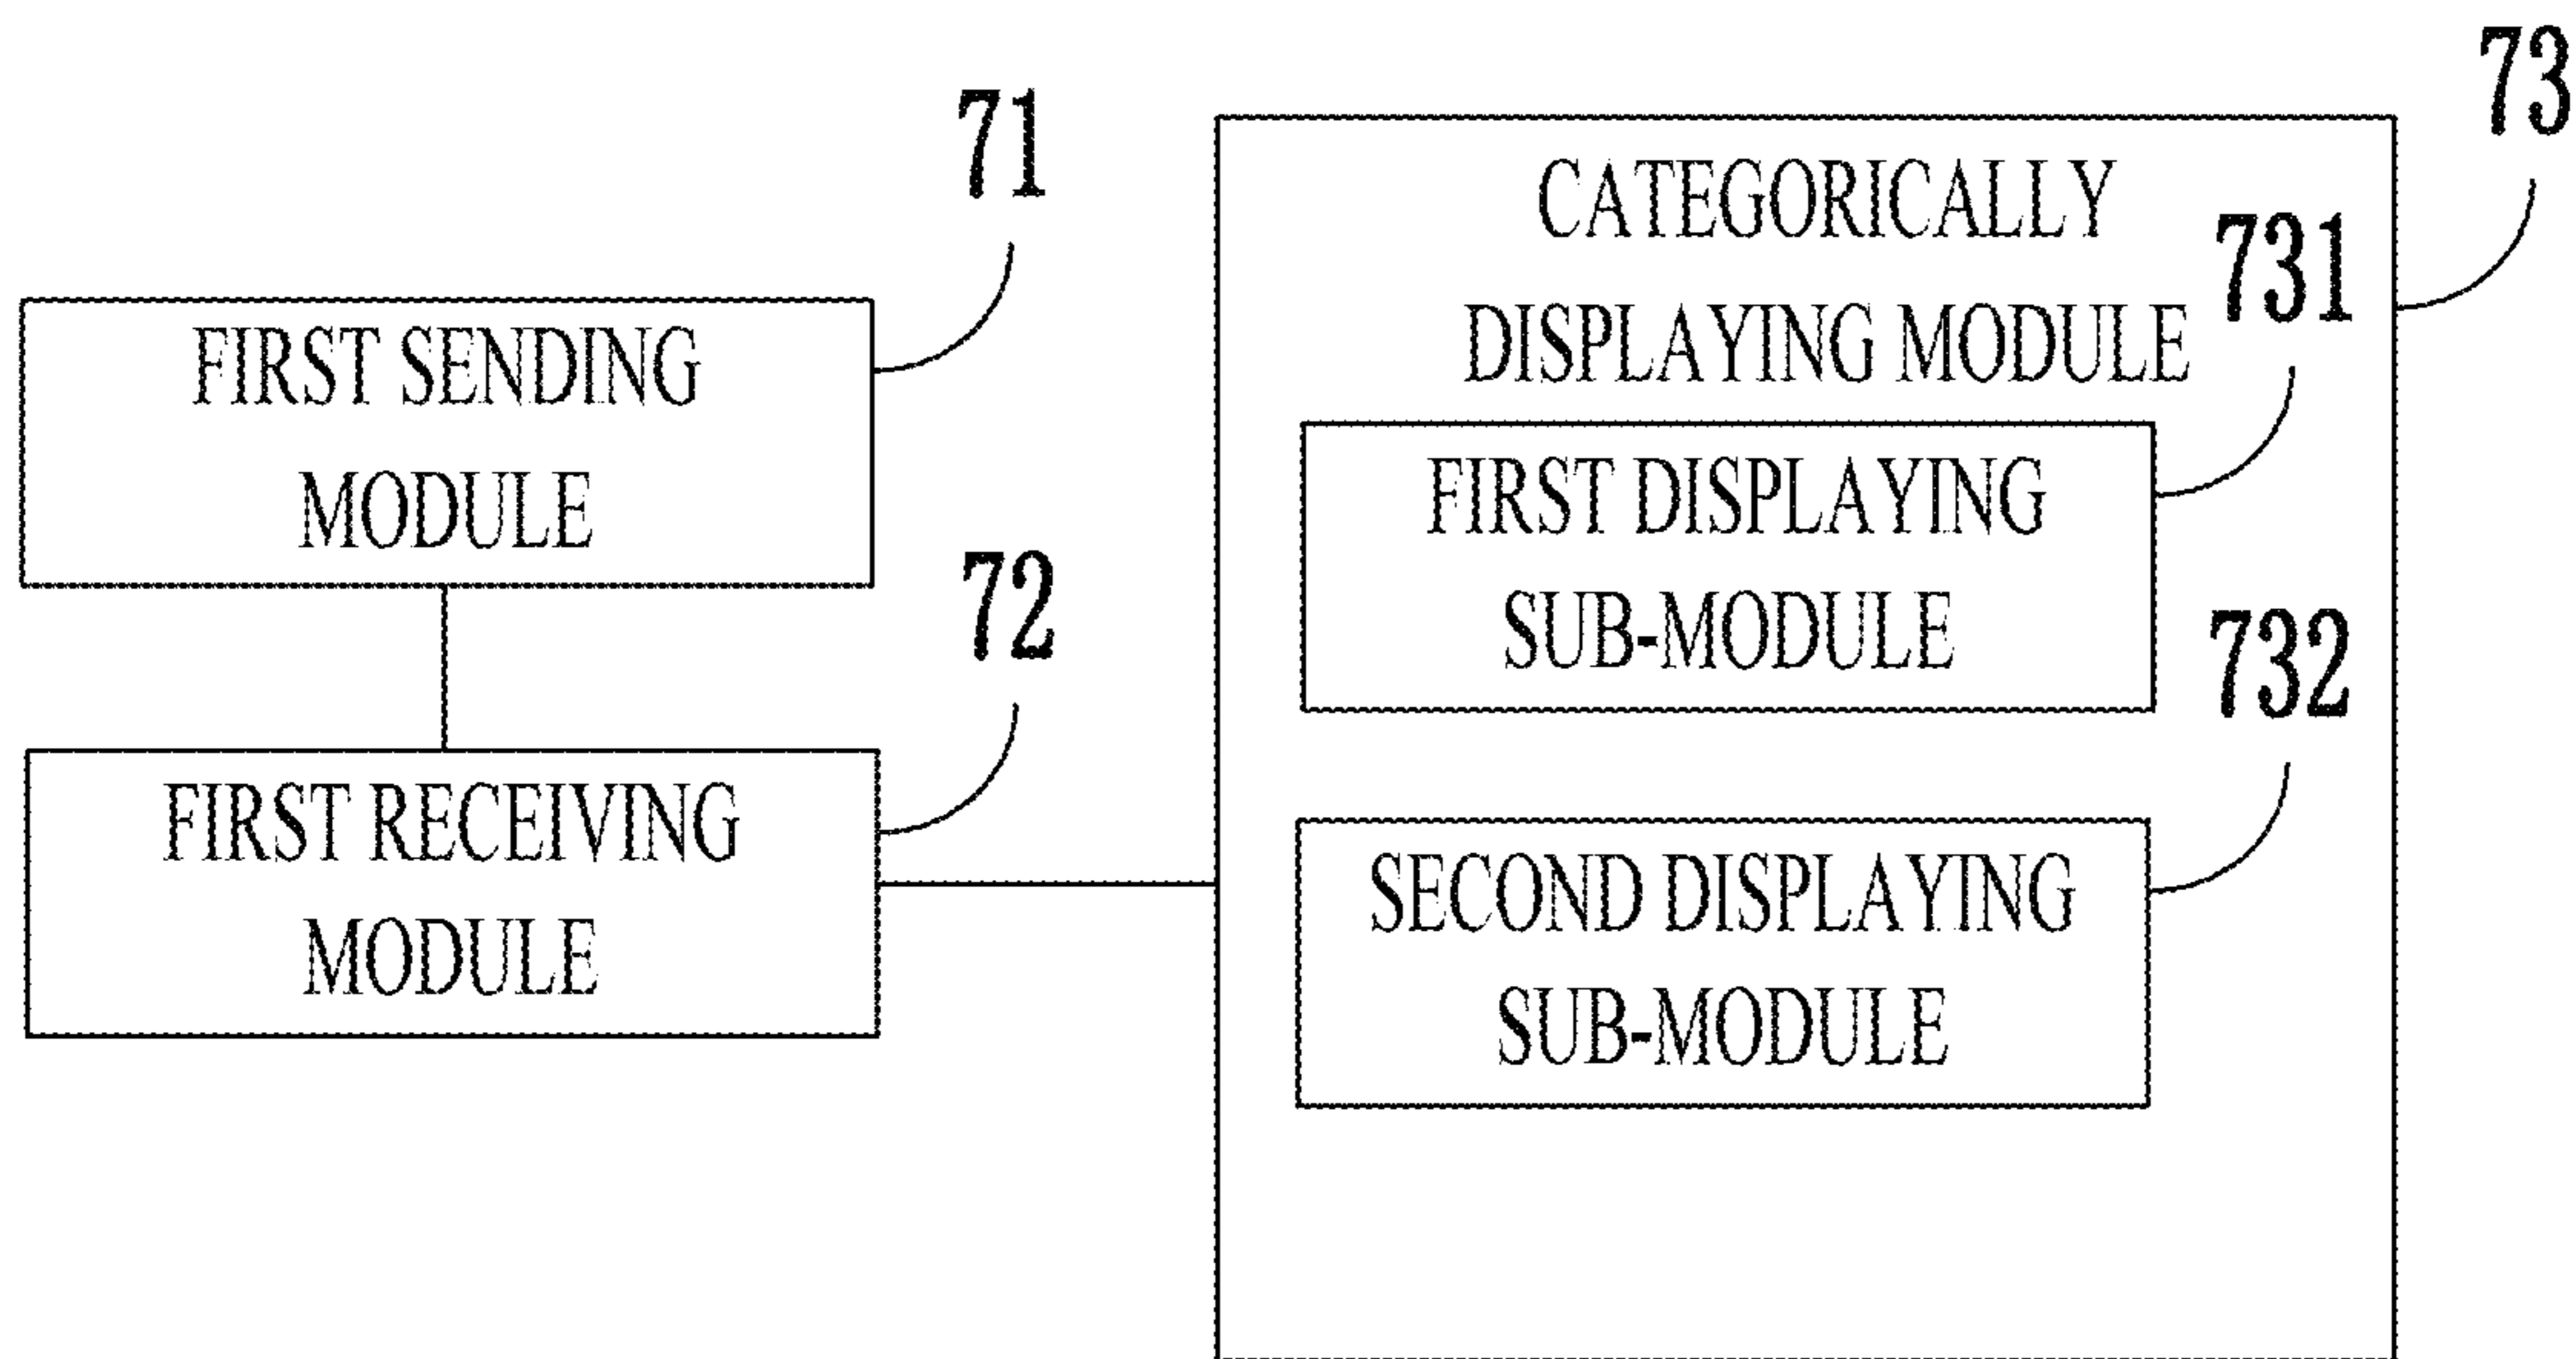 71
FIRST SENDING
MODULE
72
FIRST RECEIVING
MODULE
73
CATEGORICALLY
DISPLAYING MODULE
731
FIRST DISPLAYING
SUB-MODULE
732
SECOND DISPLAYING
SUB-MODULE